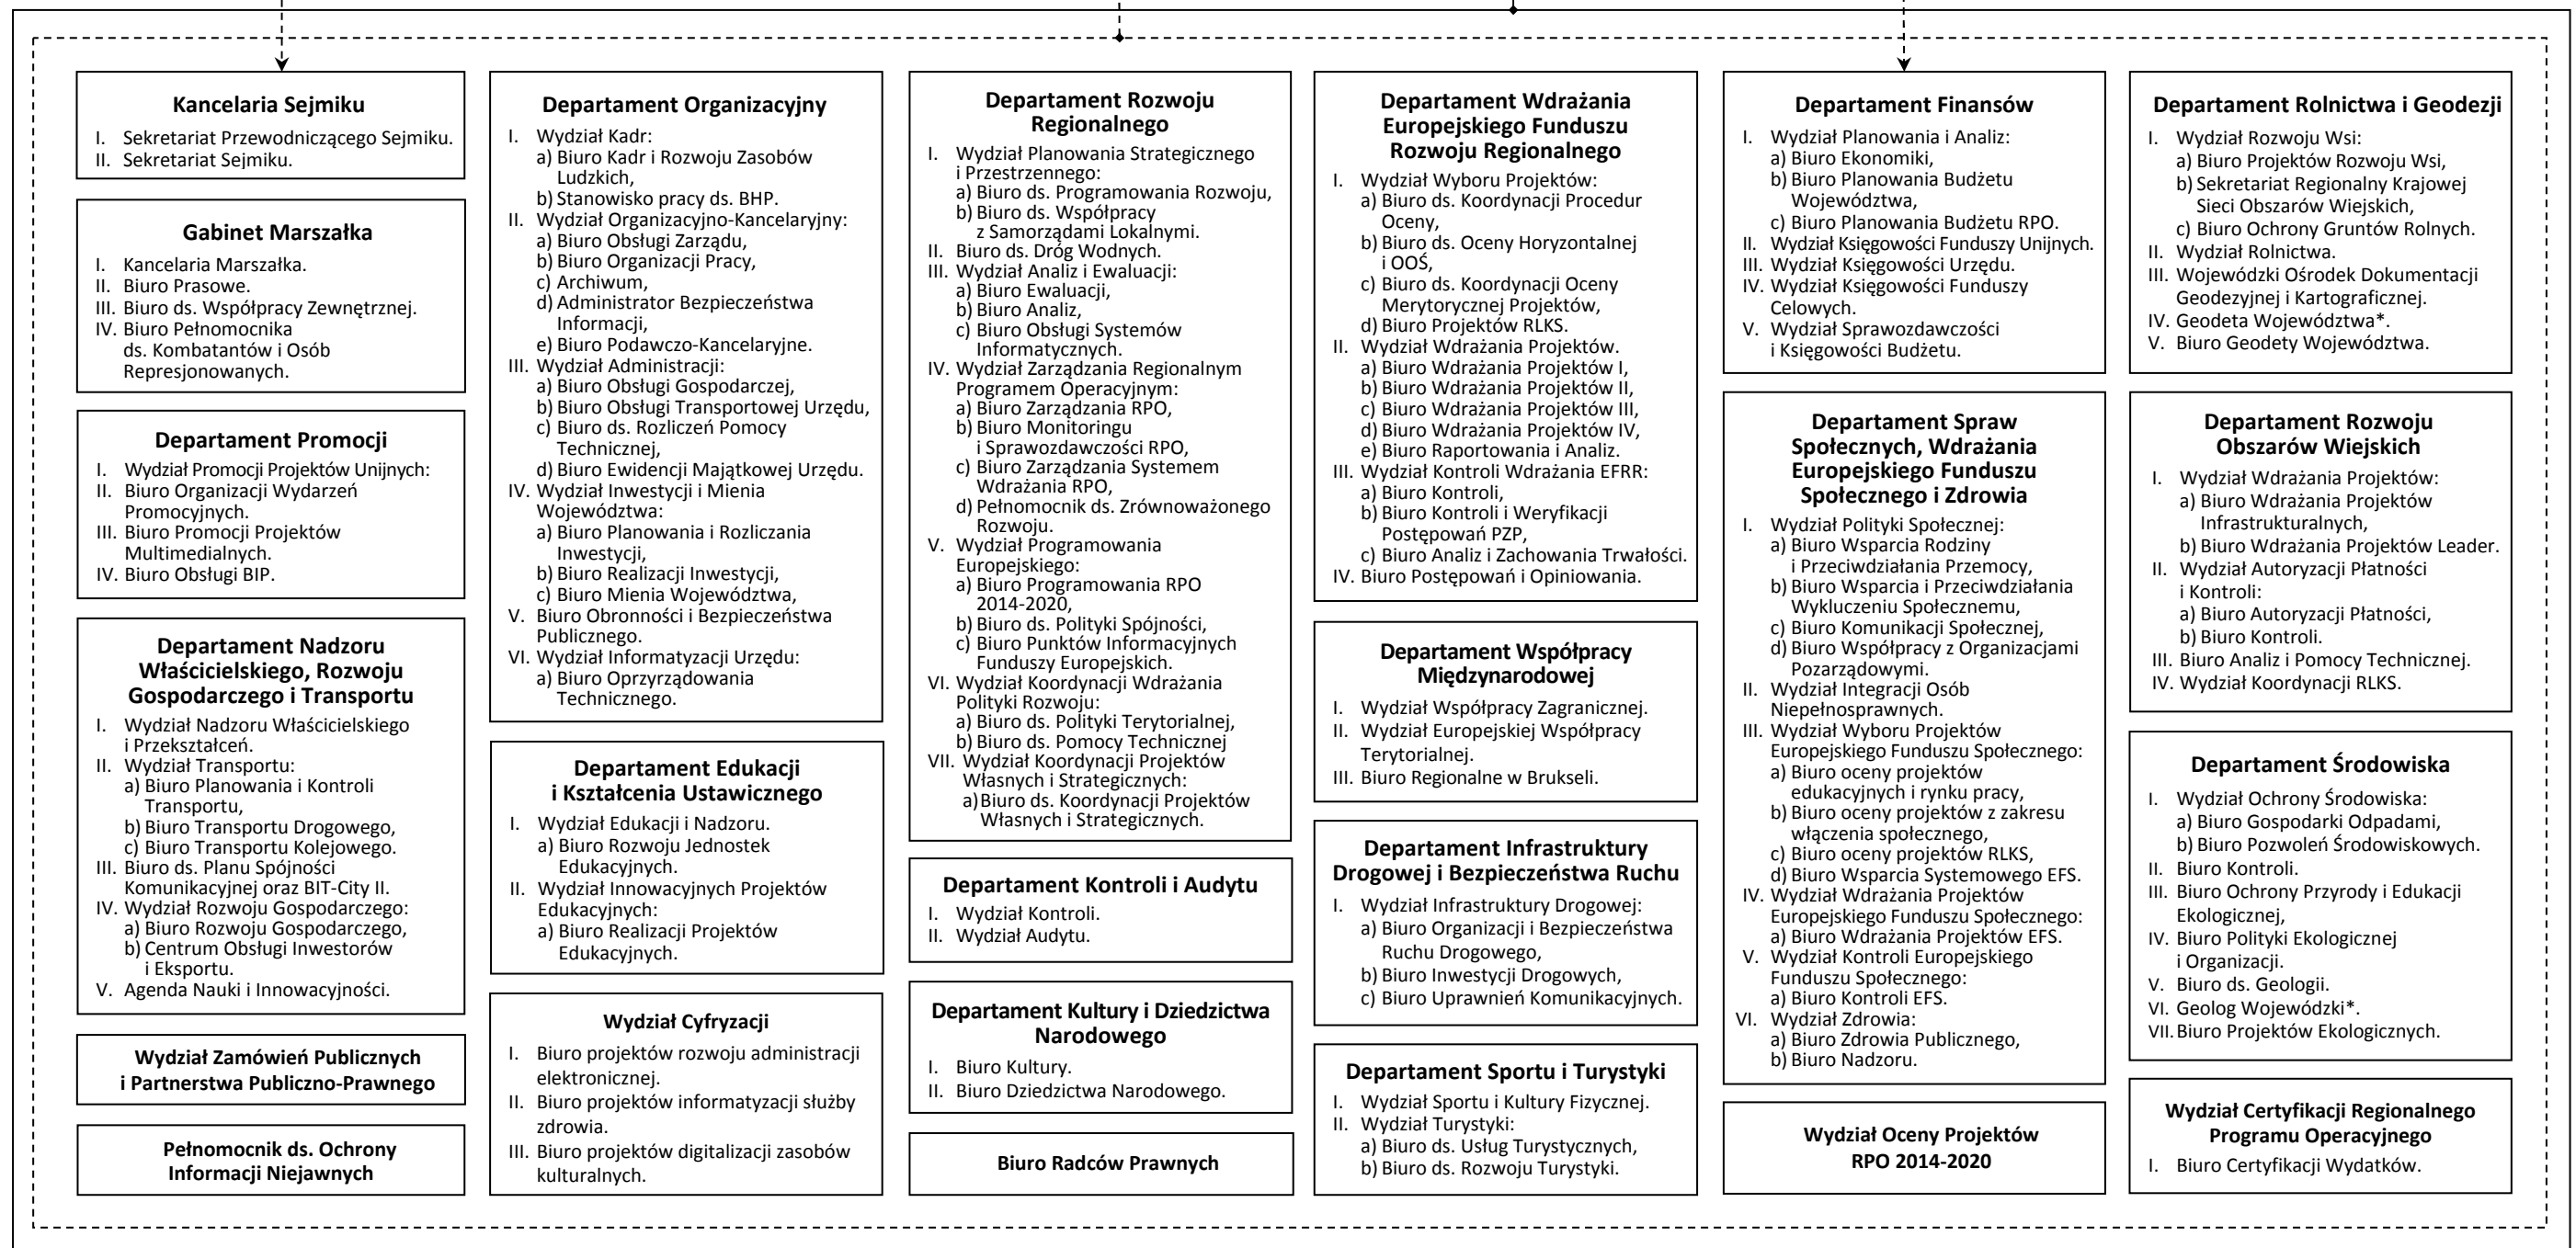 Kancelaria Sejmiku
I. Sekretariat Przewodniczącego Sejmiku.
II. Sekretariat Sejmiku.
Gabinet Marszałka
I. Kancelaria Marszałka.
II. Biuro Prasowe.
III. Biuro ds. Współpracy Zewnętrznej.
IV. Biuro Pełnomocnika
ds. Kombatantów i Osób
Represjonowanych.
Departament Promocji
I. Wydział Promocji Projektów Unijnych:
II. Biuro Organizacji Wydarzeń
Promocyjnych.
III. Biuro Promocji Projektów
Multimedialnych.
IV. Biuro Obsługi BIP.
Departament Nadzoru
Właścicielskiego, Rozwoju
Gospodarczego i Transportu
I. Wydział Nadzoru Właścicielskiego
i Przekształceń.
II. Wydział Transportu:
a) Biuro Planowania i Kontroli
Transportu,
b) Biuro Transportu Drogowego,
c) Biuro Transportu Kolejowego.
III. Biuro ds. Planu Spójności
Komunikacyjnej oraz BIT-City II.
IV. Wydział Rozwoju Gospodarczego:
a) Biuro Rozwoju Gospodarczego,
b) Centrum Obsługi Inwestorów
i Eksportu.
V. Agenda Nauki i Innowacyjności.
Wydział Zamówień Publicznych
i Partnerstwa Publiczno-Prawnego
Pełnomocnik ds. Ochrony
Informacji Niejawnych
Departament Organizacyjny
I. Wydział Kadr:
a) Biuro Kadr i Rozwoju Zasobów
Ludzkich,
b) Stanowisko pracy ds. BHP.
II. Wydział Organizacyjno-Kancelaryjny:
a) Biuro Obsługi Zarządu,
b) Biuro Organizacji Pracy,
c) Archiwum,
d) Administrator Bezpieczeństwa
Informacji,
e) Biuro Podawczo-Kancelaryjne.
III. Wydział Administracji:
a) Biuro Obsługi Gospodarczej,
b) Biuro Obsługi Transportowej Urzędu,
c) Biuro ds. Rozliczeń Pomocy
Technicznej,
d) Biuro Ewidencji Majątkowej Urzędu.
IV. Wydział Inwestycji i Mienia
Województwa:
a) Biuro Planowania i Rozliczania
Inwestycji,
b) Biuro Realizacji Inwestycji,
c) Biuro Mienia Województwa,
V. Biuro Obronności i Bezpieczeństwa
Publicznego.
VI. Wydział Informatyzacji Urzędu:
a) Biuro Oprzyrządowania
Technicznego.
Departament Edukacji
i Kształcenia Ustawicznego
I. Wydział Edukacji i Nadzoru.
a) Biuro Rozwoju Jednostek
Edukacyjnych.
II. Wydział Innowacyjnych Projektów
Edukacyjnych:
a) Biuro Realizacji Projektów
Edukacyjnych.
Wydział Cyfryzacji
I. Biuro projektów rozwoju administracji
elektronicznej.
II. Biuro projektów informatyzacji służby
zdrowia.
III. Biuro projektów digitalizacji zasobów
kulturalnych.
Departament Rozwoju
Regionalnego
I. Wydział Planowania Strategicznego
i Przestrzennego:
a) Biuro ds. Programowania Rozwoju,
b) Biuro ds. Współpracy
z Samorządami Lokalnymi.
II. Biuro ds. Dróg Wodnych.
III. Wydział Analiz i Ewaluacji:
a) Biuro Ewaluacji,
b) Biuro Analiz,
c) Biuro Obsługi Systemów
Informatycznych.
IV. Wydział Zarządzania Regionalnym
Programem Operacyjnym:
a) Biuro Zarządzania RPO,
b) Biuro Monitoringu
i Sprawozdawczości RPO,
c) Biuro Zarządzania Systemem
Wdrażania RPO,
d) Pełnomocnik ds. Zrównoważonego
Rozwoju.
V. Wydział Programowania
Europejskiego:
a) Biuro Programowania RPO
2014-2020,
b) Biuro ds. Polityki Spójności,
c) Biuro Punktów Informacyjnych
Funduszy Europejskich.
VI. Wydział Koordynacji Wdrażania
Polityki Rozwoju:
a) Biuro ds. Polityki Terytorialnej,
b) Biuro ds. Pomocy Technicznej
VII. Wydział Koordynacji Projektów
Własnych i Strategicznych:
a) Biuro ds. Koordynacji Projektów
Własnych i Strategicznych.
Departament Kontroli i Audytu
I. Wydział Kontroli.
II. Wydział Audytu.
Departament Kultury i Dziedzictwa
Narodowego
I. Biuro Kultury.
II. Biuro Dziedzictwa Narodowego.
Biuro Radców Prawnych
Departament Wdrażania
Europejskiego Funduszu
Rozwoju Regionalnego
I. Wydział Wyboru Projektów:
a) Biuro ds. Koordynacji Procedur
Oceny,
b) Biuro ds. Oceny Horyzontalnej
i OOŚ,
c) Biuro ds. Koordynacji Oceny
Merytorycznej Projektów,
d) Biuro Projektów RLKS.
II. Wydział Wdrażania Projektów.
a) Biuro Wdrażania Projektów I,
b) Biuro Wdrażania Projektów II,
c) Biuro Wdrażania Projektów III,
d) Biuro Wdrażania Projektów IV,
e) Biuro Raportowania i Analiz.
III. Wydział Kontroli Wdrażania EFRR:
a) Biuro Kontroli,
b) Biuro Kontroli i Weryfikacji
Postępowań PZP,
c) Biuro Analiz i Zachowania Trwałości.
IV. Biuro Postępowań i Opiniowania.
Departament Współpracy
Międzynarodowej
I. Wydział Współpracy Zagranicznej.
II. Wydział Europejskiej Współpracy
Terytorialnej.
III. Biuro Regionalne w Brukseli.
Departament Infrastruktury
Drogowej i Bezpieczeństwa Ruchu
I. Wydział Infrastruktury Drogowej:
a) Biuro Organizacji i Bezpieczeństwa
Ruchu Drogowego,
b) Biuro Inwestycji Drogowych,
c) Biuro Uprawnień Komunikacyjnych.
Departament Sportu i Turystyki
I. Wydział Sportu i Kultury Fizycznej.
II. Wydział Turystyki:
a) Biuro ds. Usług Turystycznych,
b) Biuro ds. Rozwoju Turystyki.
Departament Finansów
I. Wydział Planowania i Analiz:
a) Biuro Ekonomiki,
b) Biuro Planowania Budżetu
Województwa,
c) Biuro Planowania Budżetu RPO.
II. Wydział Księgowości Funduszy Unijnych.
III. Wydział Księgowości Urzędu.
IV. Wydział Księgowości Funduszy
Celowych.
V. Wydział Sprawozdawczości
i Księgowości Budżetu.
Departament Spraw
Społecznych, Wdrażania
Europejskiego Funduszu
Społecznego i Zdrowia
I. Wydział Polityki Społecznej:
a) Biuro Wsparcia Rodziny
i Przeciwdziałania Przemocy,
b) Biuro Wsparcia i Przeciwdziałania
Wykluczeniu Społecznemu,
c) Biuro Komunikacji Społecznej,
d) Biuro Współpracy z Organizacjami
Pozarządowymi.
II. Wydział Integracji Osób
Niepełnosprawnych.
III. Wydział Wyboru Projektów
Europejskiego Funduszu Społecznego:
a) Biuro oceny projektów
edukacyjnych i rynku pracy,
b) Biuro oceny projektów z zakresu
włączenia społecznego,
c) Biuro oceny projektów RLKS,
d) Biuro Wsparcia Systemowego EFS.
IV. Wydział Wdrażania Projektów
Europejskiego Funduszu Społecznego:
a) Biuro Wdrażania Projektów EFS.
V. Wydział Kontroli Europejskiego
Funduszu Społecznego:
a) Biuro Kontroli EFS.
VI. Wydział Zdrowia:
a) Biuro Zdrowia Publicznego,
b) Biuro Nadzoru.
Wydział Oceny Projektów
RPO 2014-2020
Departament Rolnictwa i Geodezji
I. Wydział Rozwoju Wsi:
a) Biuro Projektów Rozwoju Wsi,
b) Sekretariat Regionalny Krajowej
Sieci Obszarów Wiejskich,
c) Biuro Ochrony Gruntów Rolnych.
II. Wydział Rolnictwa.
III. Wojewódzki Ośrodek Dokumentacji
Geodezyjnej i Kartograficznej.
IV. Geodeta Województwa*.
V. Biuro Geodety Województwa.
Departament Rozwoju
Obszarów Wiejskich
I. Wydział Wdrażania Projektów:
a) Biuro Wdrażania Projektów
Infrastrukturalnych,
b) Biuro Wdrażania Projektów Leader.
II. Wydział Autoryzacji Płatności
i Kontroli:
a) Biuro Autoryzacji Płatności,
b) Biuro Kontroli.
III. Biuro Analiz i Pomocy Technicznej.
IV. Wydział Koordynacji RLKS.
Departament Środowiska
I. Wydział Ochrony Środowiska:
a) Biuro Gospodarki Odpadami,
b) Biuro Pozwoleń Środowiskowych.
II. Biuro Kontroli.
III. Biuro Ochrony Przyrody i Edukacji
Ekologicznej,
IV. Biuro Polityki Ekologicznej
i Organizacji.
V. Biuro ds. Geologii.
VI. Geolog Wojewódzki*.
VII. Biuro Projektów Ekologicznych.
Wydział Certyfikacji Regionalnego
Programu Operacyjnego
I. Biuro Certyfikacji Wydatków.